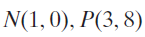 N(1, 0), P(3, 8)